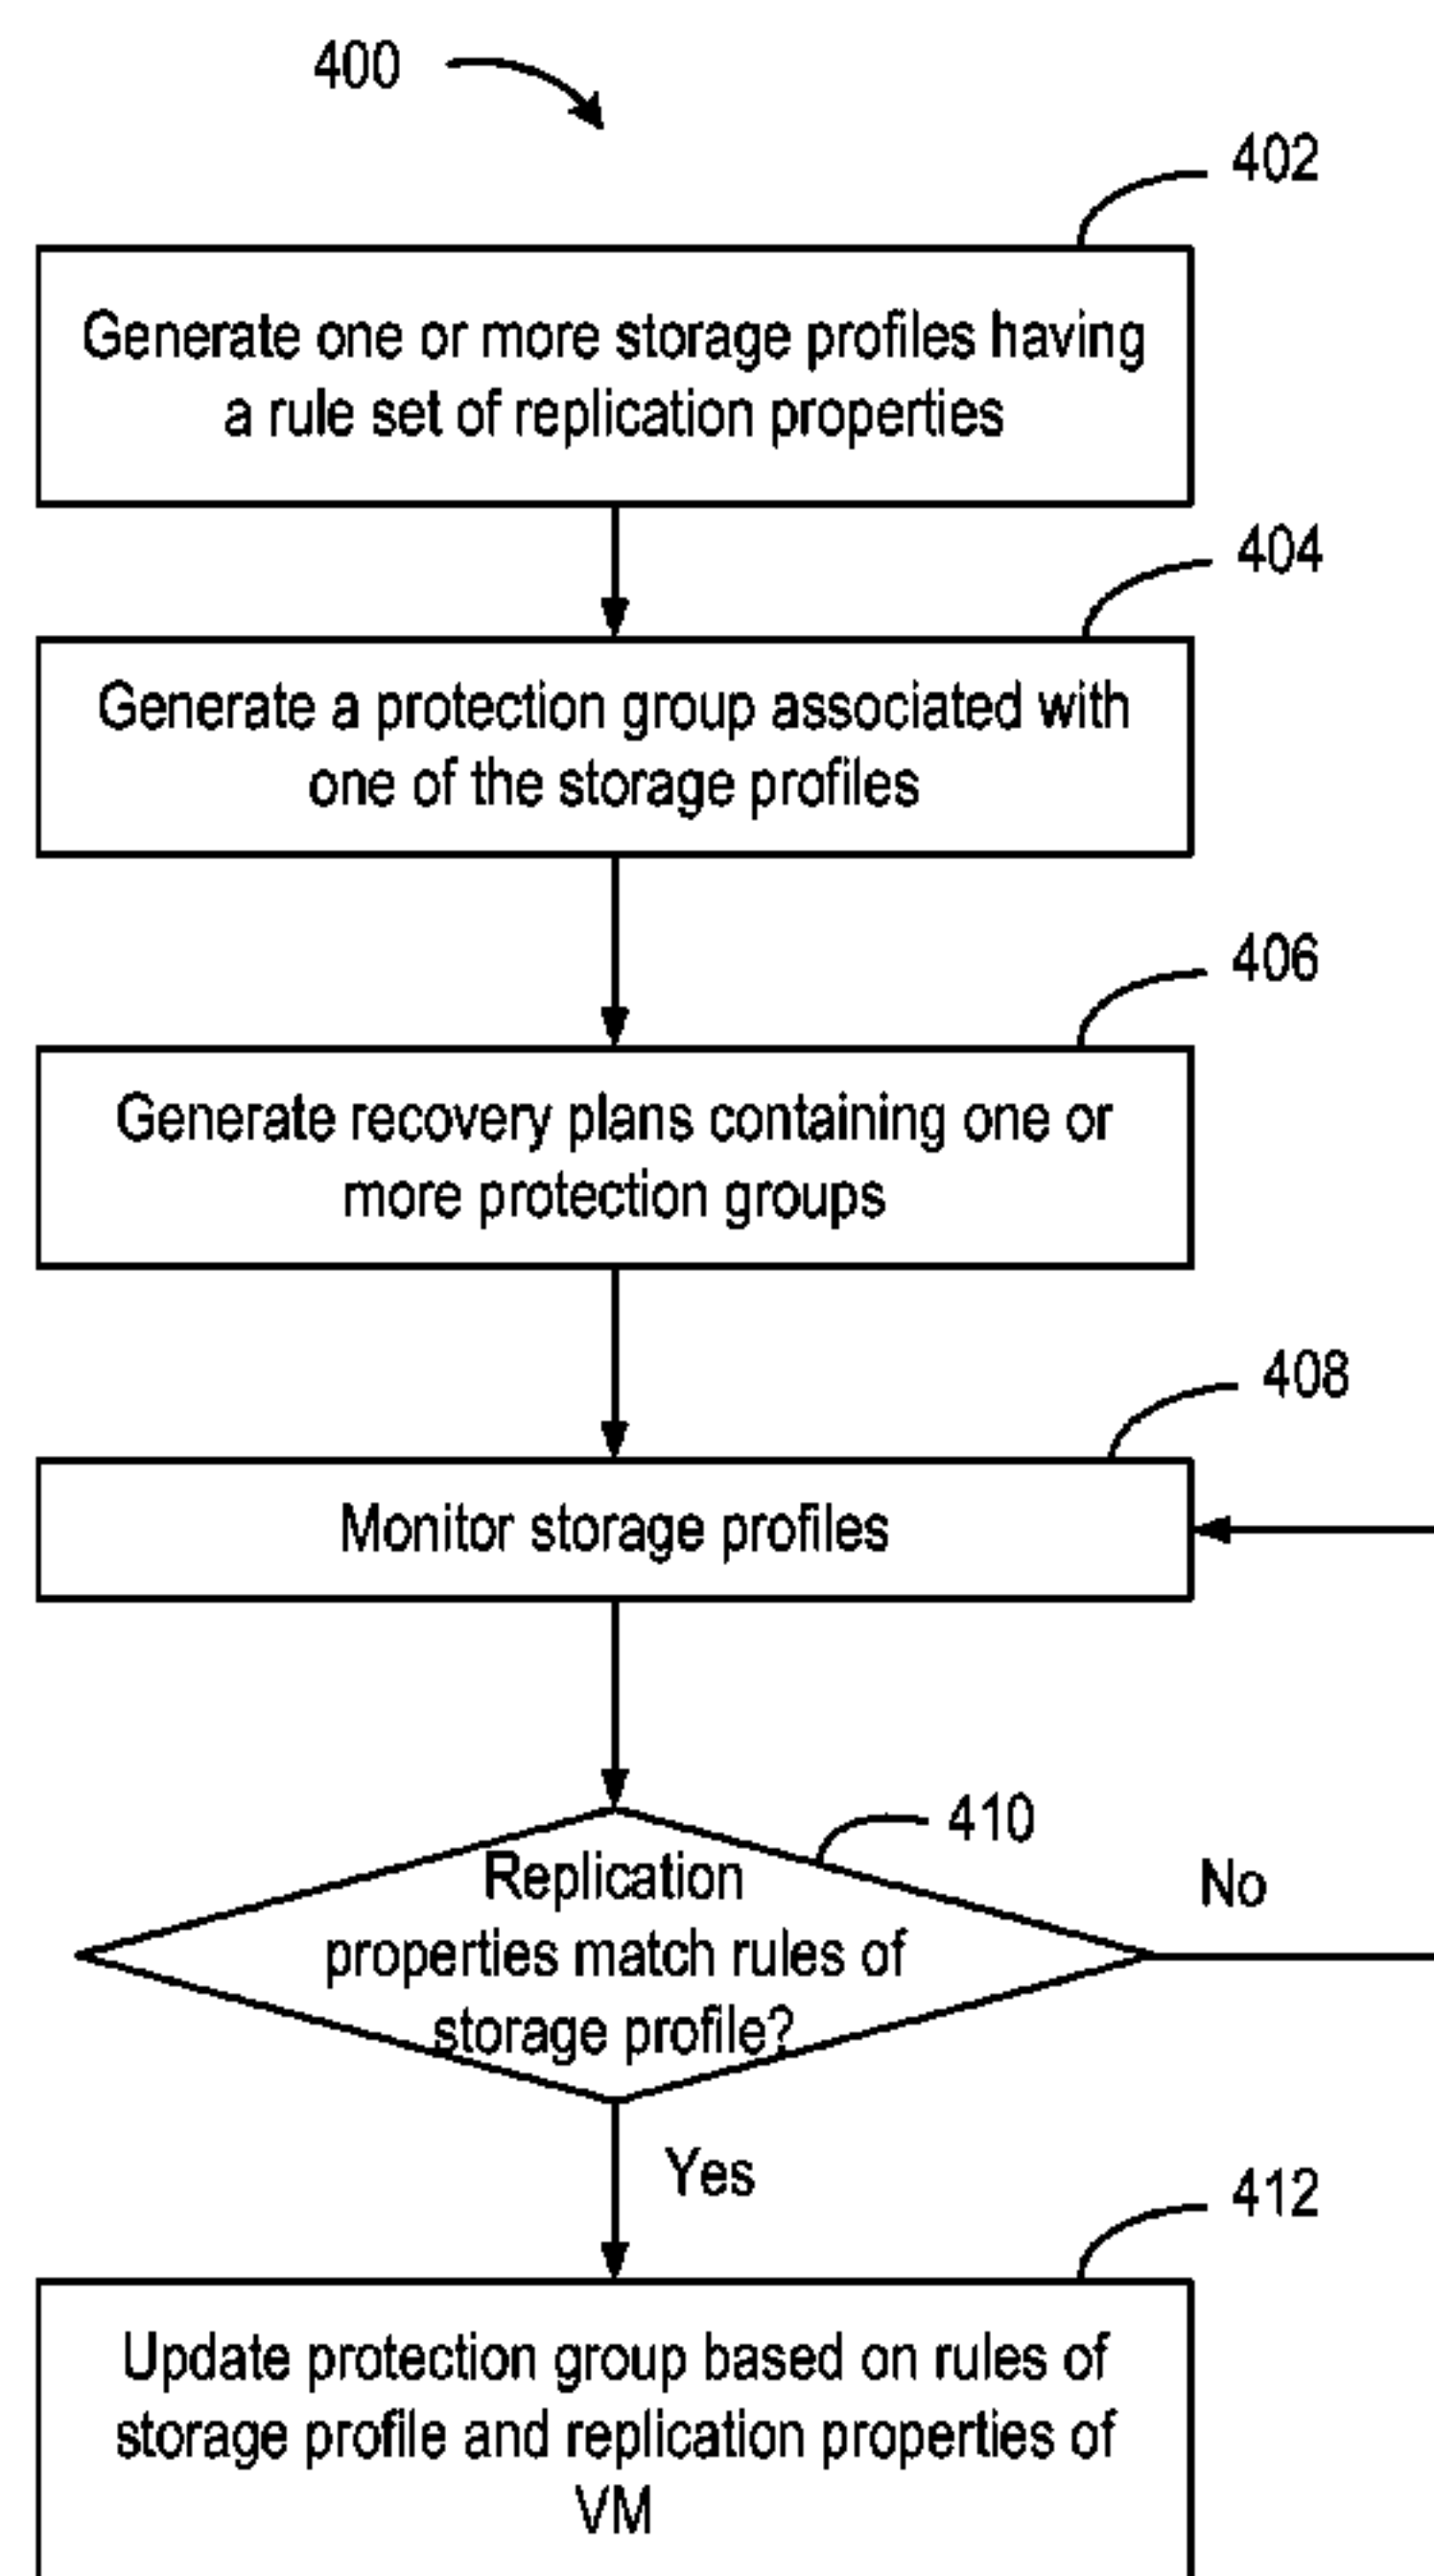 400
402
Generate one or more storage profiles having
a rule set of replication properties
404
Generate a protection group associated with
one of the storage profiles
406
Generate recovery plans containing one or
more protection groups
408
Monitor storage profiles
410
Replication
properties match rules of
storage profile?
No
Yes
412
Update protection group based on rules of
storage profile and replication properties of
VM